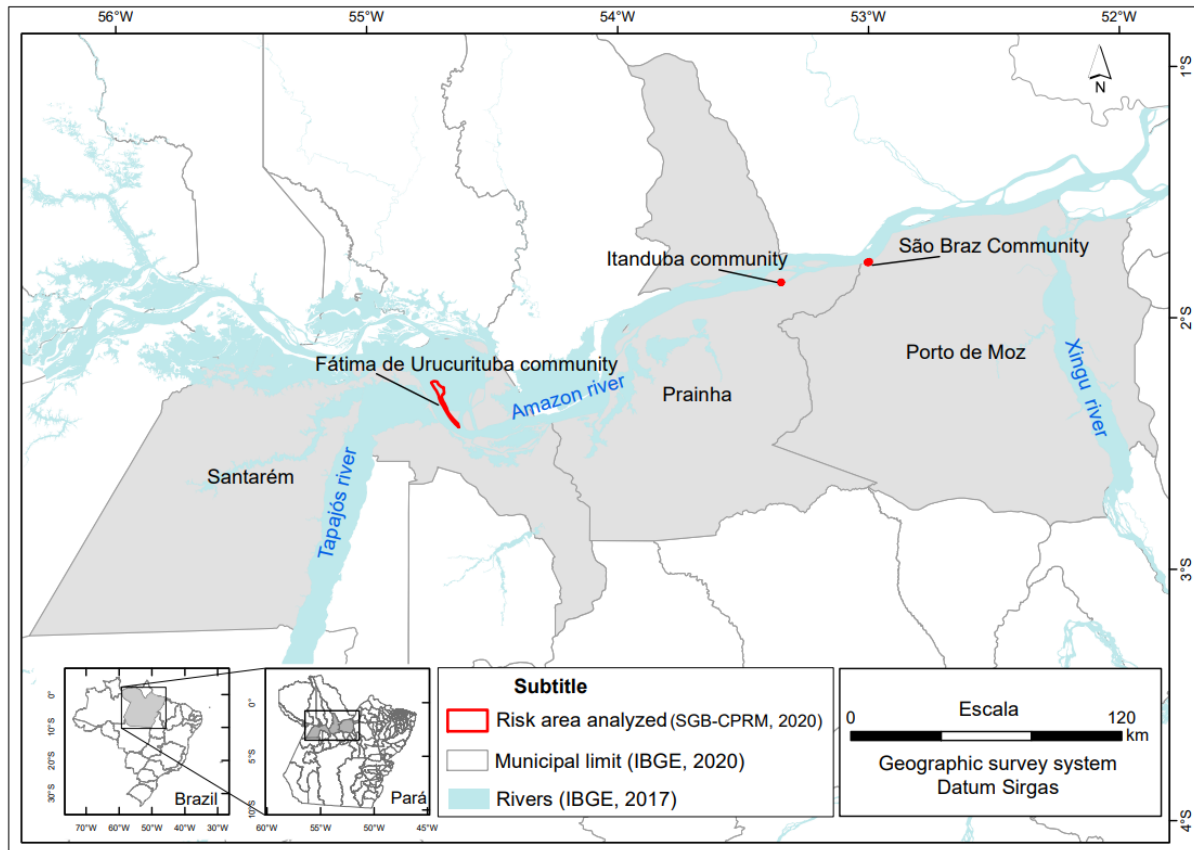 56°W 55°W 54°W 53°W 52°W
N
1°S
São Braz Community
Itanduba community
2°S
Fátima de Urucurituba community
Porto de Moz
Xingu river
Amazon river
Prainha
Santarém
Tapajós river
3°S
Subtitle
Risk area analyzed (SGB-CPRM, 2020)
Municipal limit (IBGE, 2020)
Rivers (IBGE, 2017)
Escala
0 120
km
Geographic survey system
Datum Sirgas
0°
10°S
20°S
30°S
Brazil
70°W 60°W 50°W 40°W 30°W
0°
5°S
10°S
Pará
60°W 55°W 50°W 45°W
4°S